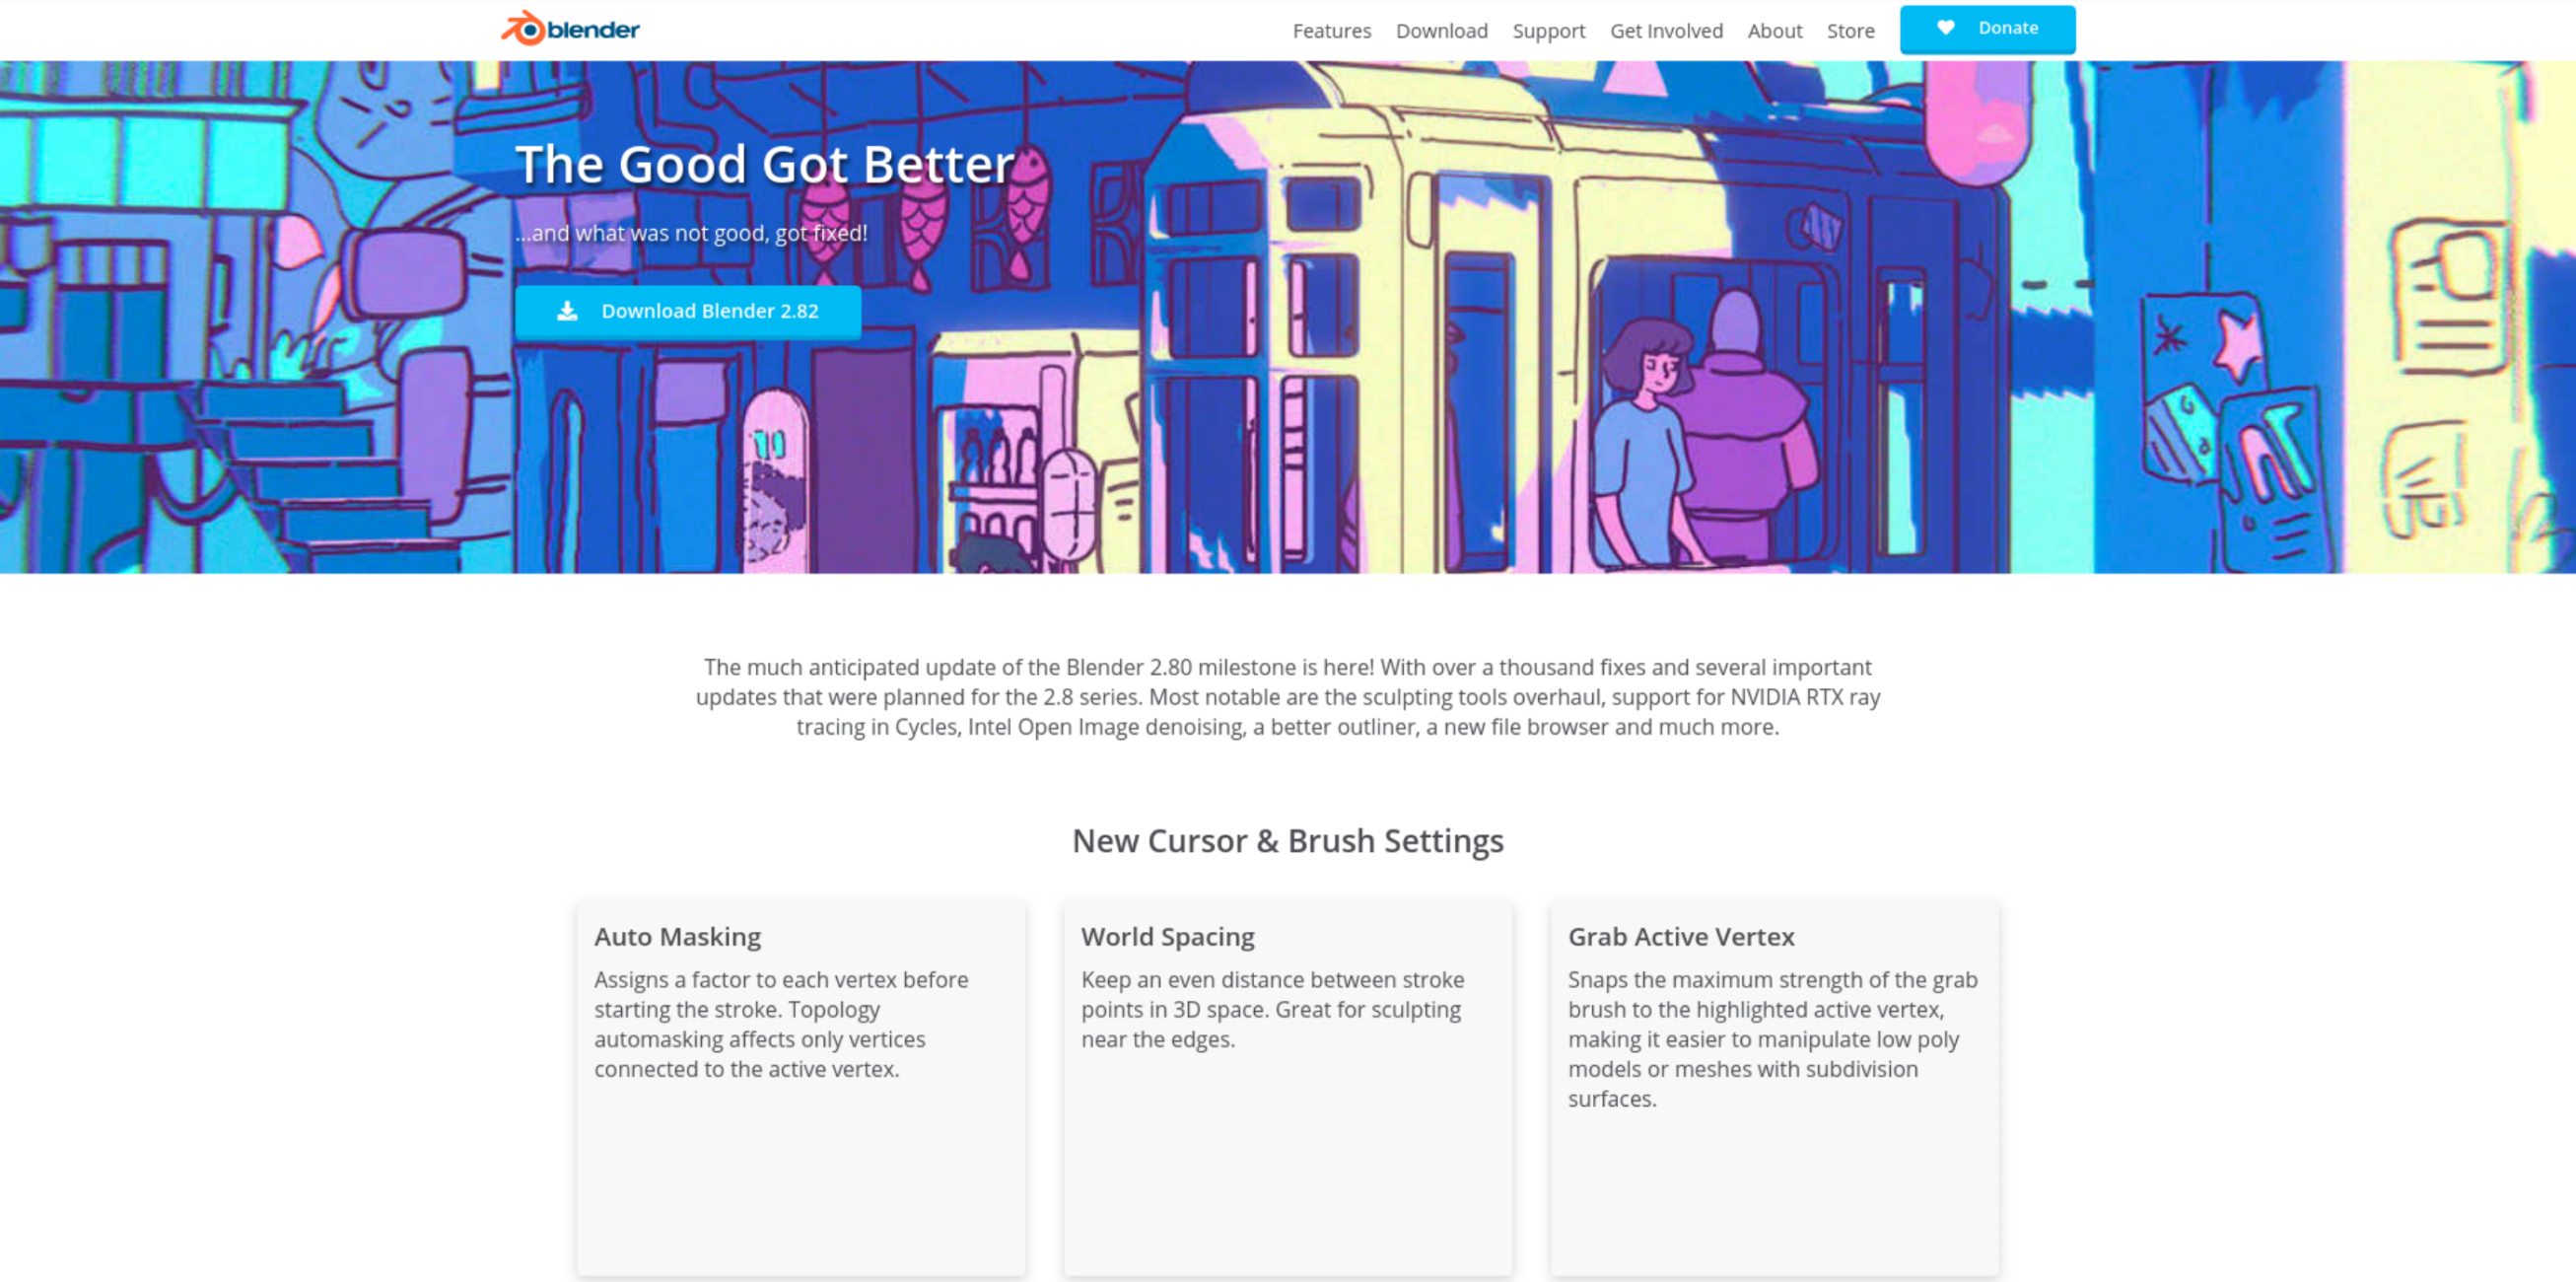 blender
Features
Download
Support
Get Involved
About
Store
Donate
The Good Got Better
...and what was not good, got fixed!
Download Blender 2.82
The much anticipated update of the Blender 2.80 milestone is here! With over a thousand fixes and several important
updates that were planned for the 2.8 series. Most notable are the sculpting tools overhaul, support for NVIDIA RTX ray
tracing in Cycles, Intel Open Image denoising, a better outliner, a new file browser and much more.
New Cursor & Brush Settings
Auto Masking
Assigns a factor to each vertex before
starting the stroke. Topology
automasking affects only vertices
connected to the active vertex.
World Spacing
Keep an even distance between stroke
points in 3D space. Great for sculpting
near the edges.
Grab Active Vertex
Snaps the maximum strength of the grab
brush to the highlighted active vertex,
making it easier to manipulate low poly
models or meshes with subdivision
surfaces.